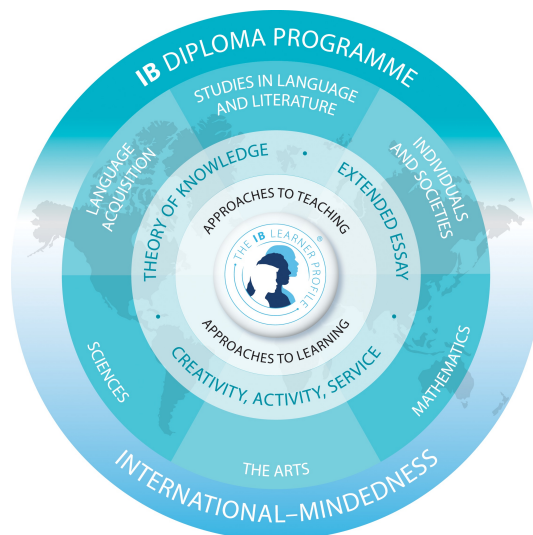 IB DIPLOMA PROGRAMME
STUDIES IN LANGUAGE
AND LITERATURE
LANGUAGE
ACQUISITION
INDIVIDUALS
AND SOCIETIES
THEORY OF KNOWLEDGE
•
EXTENDED ESSAY
•
APPROACHES TO TEACHING
THE IB LEARNER PROFILE
®
APPROACHES TO LEARNING
•
CREATIVITY, ACTIVITY, SERVICE
SCIENCES
MATHEMATICS
THE ARTS
INTERNATIONAL–MINDEDNESS